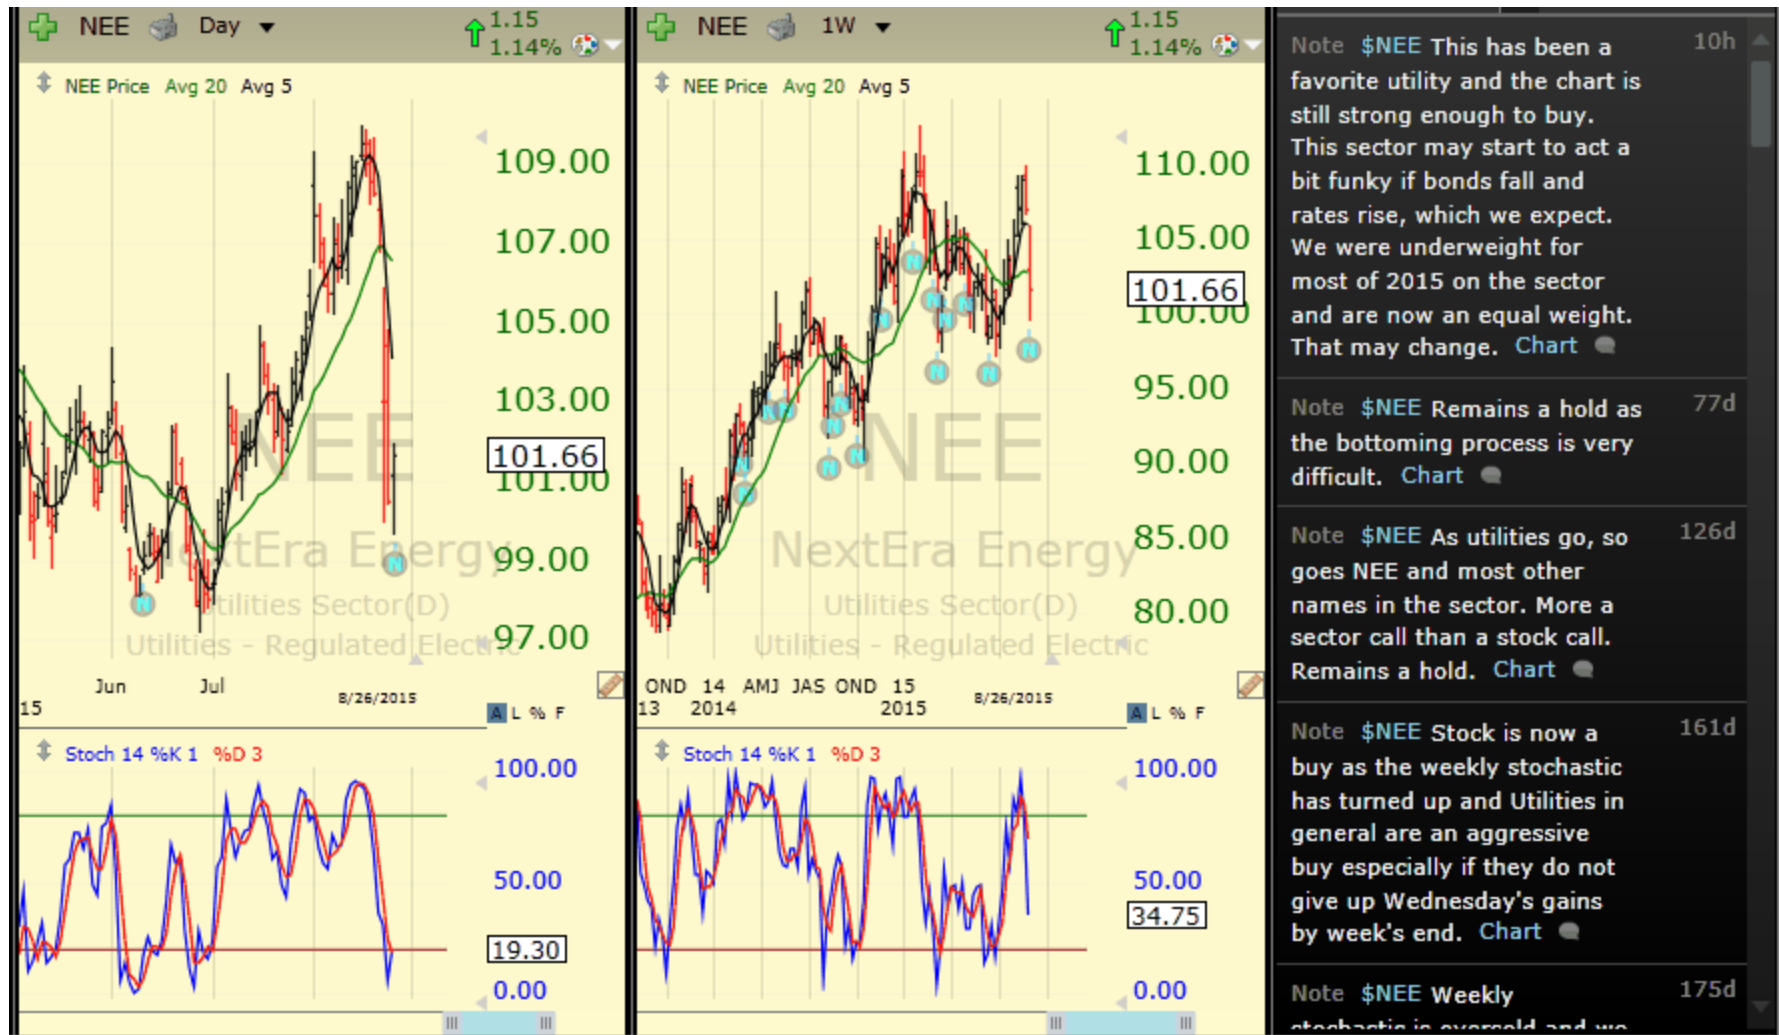 NEE Day 1.15
1.14%
NEE Price Avg 20 Avg 5
109.00
107.00
105.00
103.00
NEE
101.66
101.00
NextEra Energy
99.00
Utilities Sector(D)
97.00
Utilities - Regulated Electric
Jun Jul
15 8/26/2015
A L % F
Stoch 14 %K 1 %D 3
100.00
50.00
19.30
0.00
NEE 1W 1.15
1.14%
NEE Price Avg 20 Avg 5
110.00
105.00
101.66
100.00
95.00
NEE
90.00
85.00
NextEra Energy
80.00
Utilities Sector(D)
Utilities - Regulated Electric
OND 14 AMJ JAS OND 15
13 2014 2015 8/26/2015
A L % F
Stoch 14 %K 1 %D 3
100.00
50.00
34.75
0.00
Note $NEE This has been a 10h
favorite utility and the chart is
still strong enough to buy.
This sector may start to act a
bit funky if bonds fall and
rates rise, which we expect.
We were underweight for
most of 2015 on the sector
and are now an equal weight.
That may change. Chart
Note $NEE Remains a hold as 77d
the bottoming process is very
difficult. Chart
Note $NEE As utilities go, so 126d
goes NEE and most other
names in the sector. More a
sector call than a stock call.
Remains a hold. Chart
Note $NEE Stock is now a 161d
buy as the weekly stochastic
has turned up and Utilities in
general are an aggressive
buy especially if they do not
give up Wednesday's gains
by week's end. Chart
Note $NEE Weekly 175d
stochastic is oversold and we